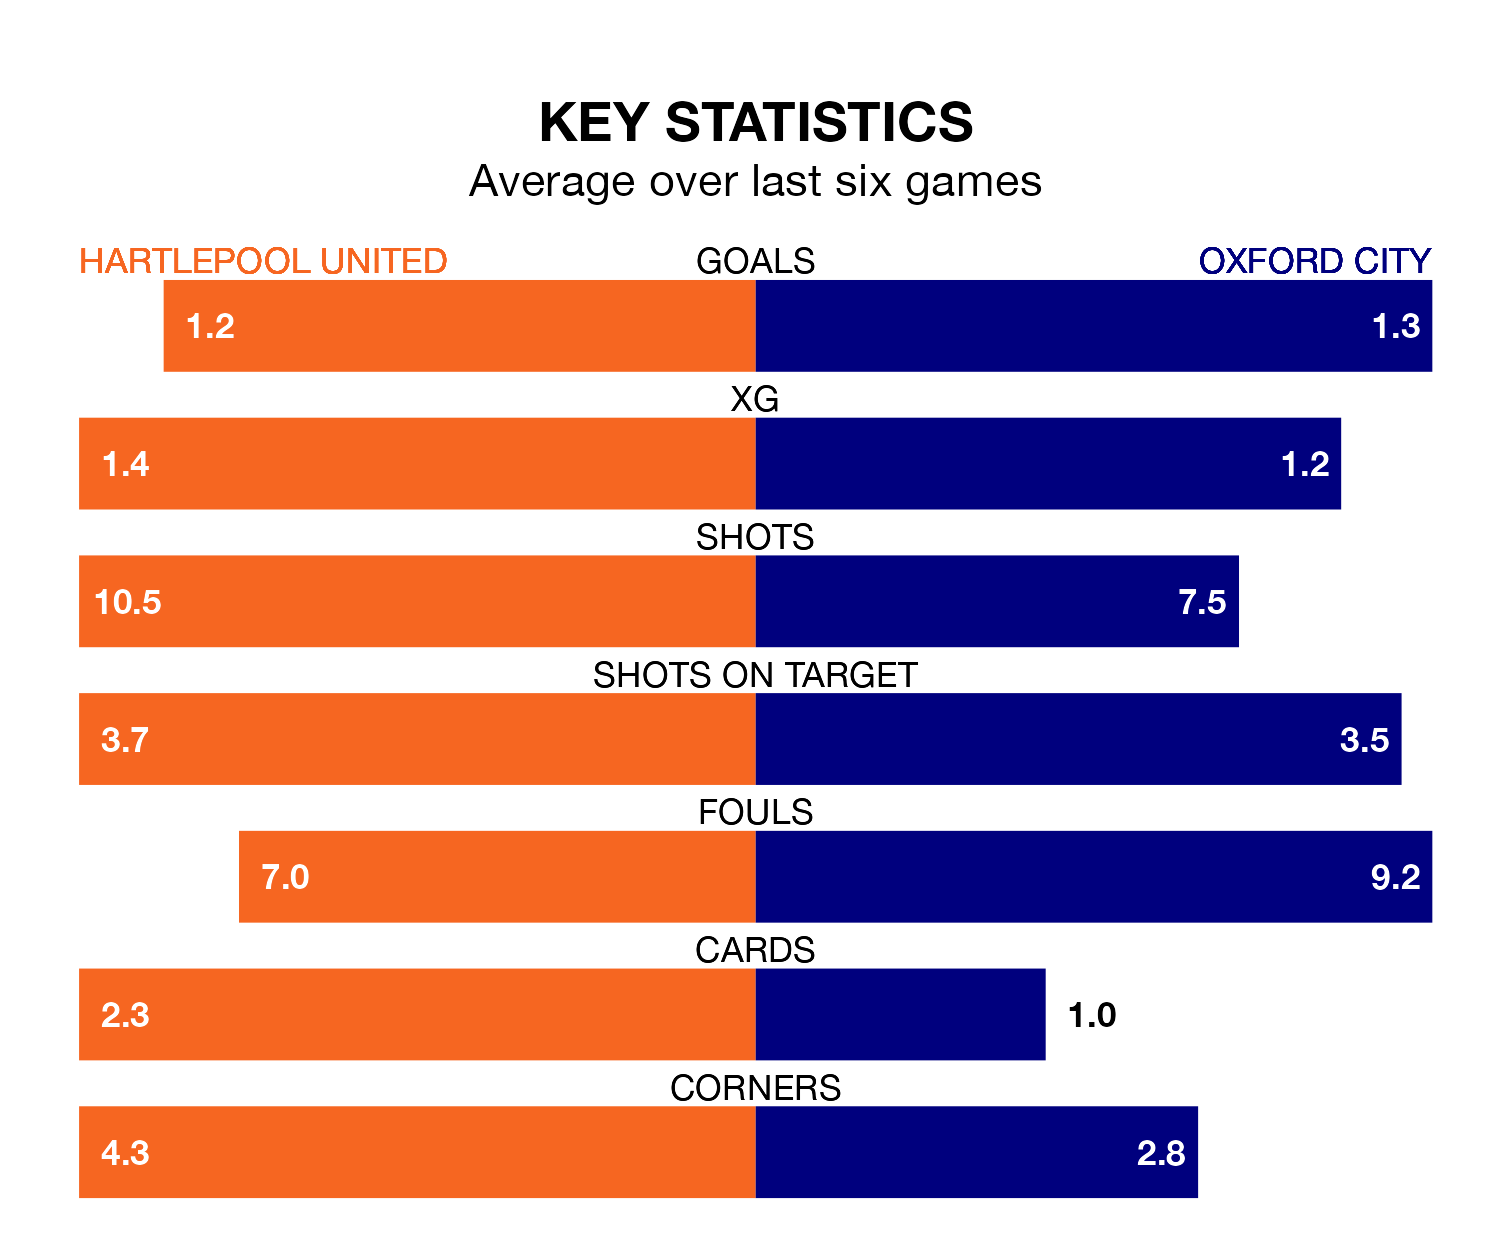 KEY STATISTICS
Average over last six games
HARTLEPOOL UNITED GOALS OXFORD CITY
1.2 1.3
XG
1.4 1.2
SHOTS
10.5 7.5
SHOTS ON TARGET
3.7 3.5
FOULS
7.0 9.2
CARDS
2.3 1.0
CORNERS
4.3 2.8